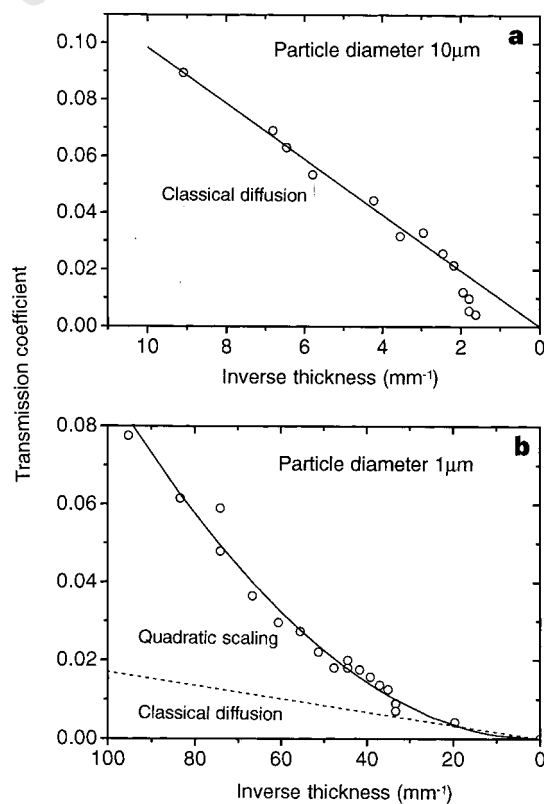 a
Particle diameter 10μm
Classical diffusion
0.10
0.08
0.06
0.04
0.02
0.00
10 8 6 4 2 0
Inverse thickness (mm⁻¹)
Transmission coefficient
b
Particle diameter 1μm
Quadratic scaling
Classical diffusion
0.08
0.06
0.04
0.02
0.00
100 80 60 40 20 0
Inverse thickness (mm⁻¹)